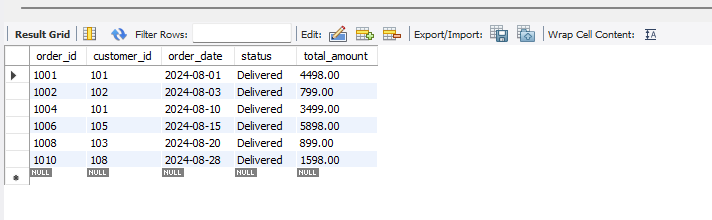 Result Grid Filter Rows: Edit: Export/Import: Wrap Cell Content: IA
order_id customer_id order_date status total_amount
1001 101 2024-08-01 Delivered 4498.00
1002 102 2024-08-03 Delivered 799.00
1004 101 2024-08-10 Delivered 3499.00
1006 105 2024-08-15 Delivered 5898.00
1008 103 2024-08-20 Delivered 899.00
1010 108 2024-08-28 Delivered 1598.00
NULL NULL NULL NULL NULL